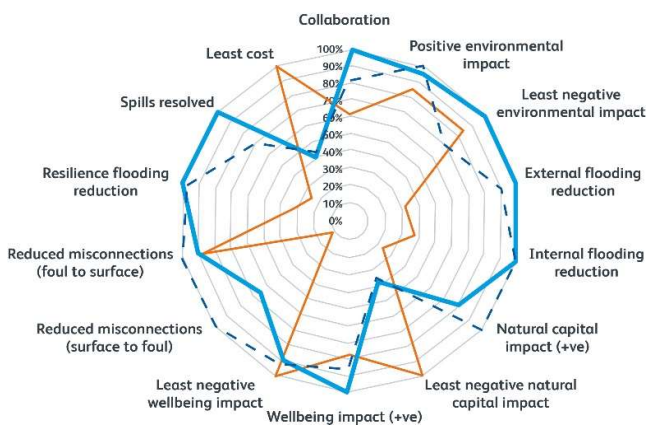 Collaboration
Positive environmental
impact
Least negative
environmental impact
External flooding
reduction
Internal flooding
reduction
Natural capital
impact (+ve)
Least negative natural
capital impact
Wellbeing impact (+ve)
Least negative
wellbeing impact
Reduced misconnections
(surface to foul)
Reduced misconnections
(foul to surface)
Resilience flooding
reduction
Spills resolved
Least cost
100%
90%
80%
70%
60%
50%
40%
30%
20%
10%
0%